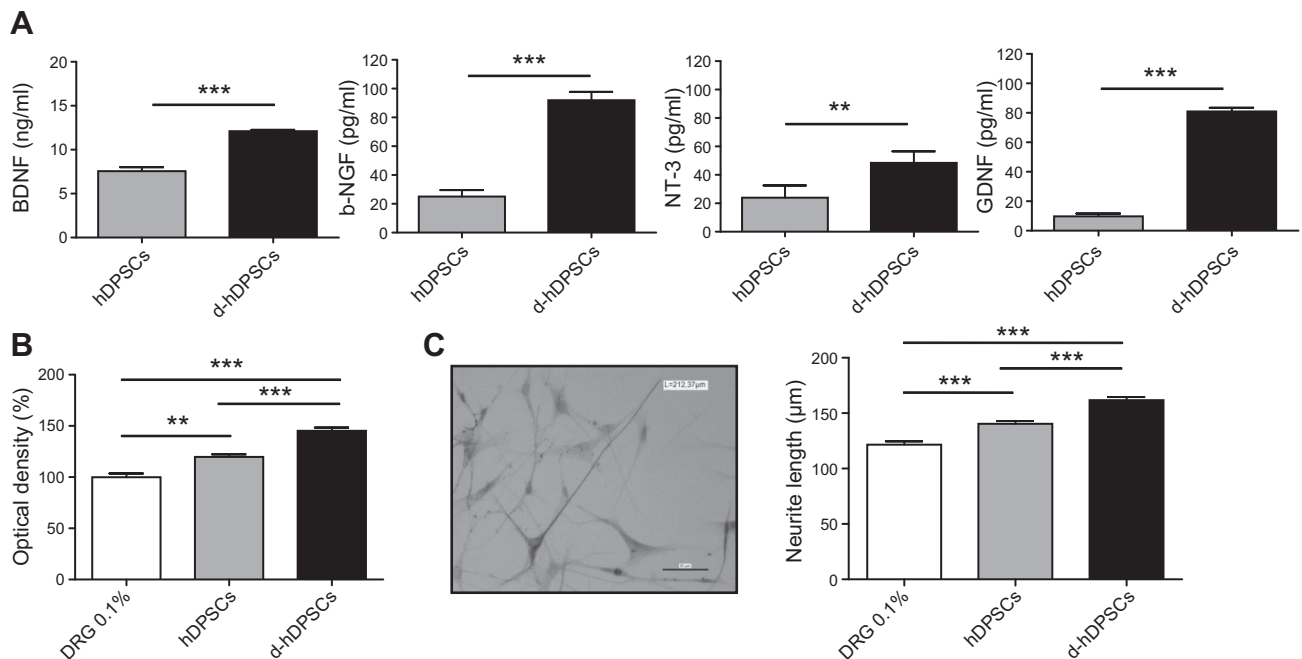 A
BDNF (ng/ml)
20
15
10
5
0
***
hDPSCs
d-hDPSCs
b-NGF (pg/ml)
120
100
80
60
40
20
0
***
hDPSCs
d-hDPSCs
NT-3 (pg/ml)
120
100
80
60
40
20
0
**
hDPSCs
d-hDPSCs
GDNF (pg/ml)
120
100
80
60
40
20
0
***
hDPSCs
d-hDPSCs
B
Optical density (%)
200
150
100
50
0
***
***
**
DRG 0.1%
hDPSCs
d-hDPSCs
C
L=212,37µm
Neurite length (µm)
200
150
100
50
0
***
***
***
DRG 0.1%
hDPSCs
d-hDPSCs